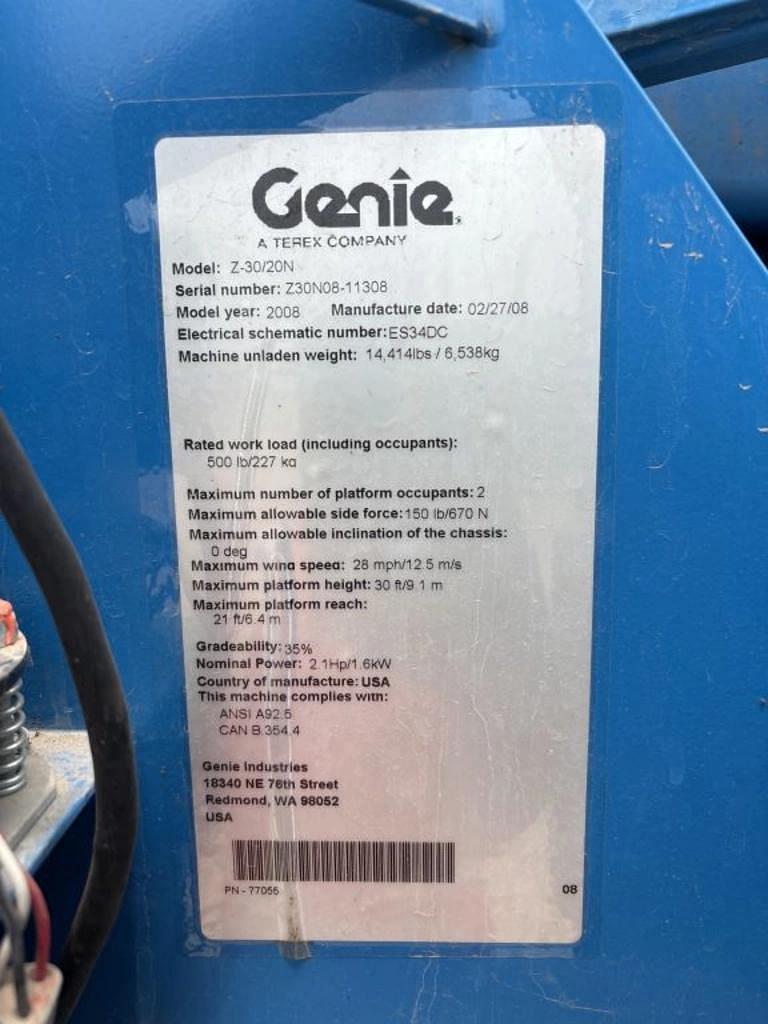 Genie
A TEREX COMPANY
Model: Z-30/20N
Serial number: Z30N08-11308
Model year: 2008 Manufacture date: 02/27/08
Electrical schematic number:ES34DC
Machine unladen weight: 14,414lbs / 6,538kg
Rated work load (including occupants):
500 lb/227 kg
Maximum number of platform occupants: 2
Maximum allowable side force:150 lb/670 N
Maximum allowable inclination of the chassis:
0 deg
Maximum wind speed: 28 mph/12.5 m/s
Maximum platform height: 30 ft/9.1 m
Maximum platform reach:
21 ft/6.4 m
Gradeability: 35%
Nominal Power: 2.1Hp/1.6kW
Country of manufacture: USA
This machine complies with:
ANSI A92.5
CAN B.354.4
Genie Industries
18340 NE 76th Street
Redmond, WA 98052
USA
PN - 77055 08